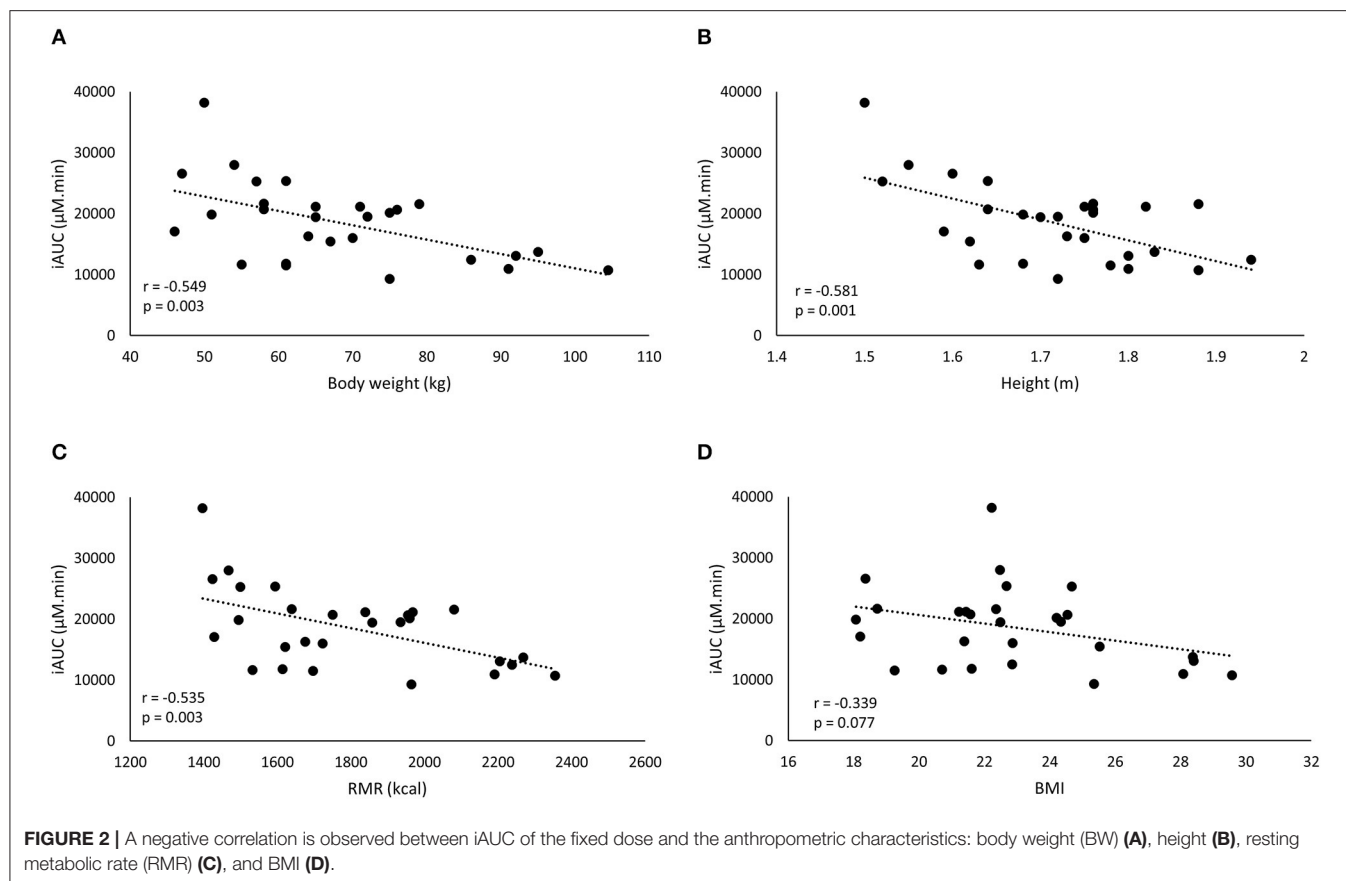 A
40000
30000
20000
10000
0
iAUC (µM.min)
r = -0.549
p = 0.003
40 50 60 70 80 90 100 110
Body weight (kg)
B
40000
30000
20000
10000
0
iAUC (µM.min)
r = -0.581
p = 0.001
1.4 1.5 1.6 1.7 1.8 1.9 2
Height (m)
C
40000
30000
20000
10000
0
iAUC (µM.min)
r = -0.535
p = 0.003
1200 1400 1600 1800 2000 2200 2400 2600
RMR (kcal)
D
40000
30000
20000
10000
0
iAUC (µM.min)
r = -0.339
p = 0.077
16 18 20 22 24 26 28 30 32
BMI
FIGURE 2 | A negative correlation is observed between iAUC of the fixed dose and the anthropometric characteristics: body weight (BW) (A), height (B), resting
metabolic rate (RMR) (C), and BMI (D).